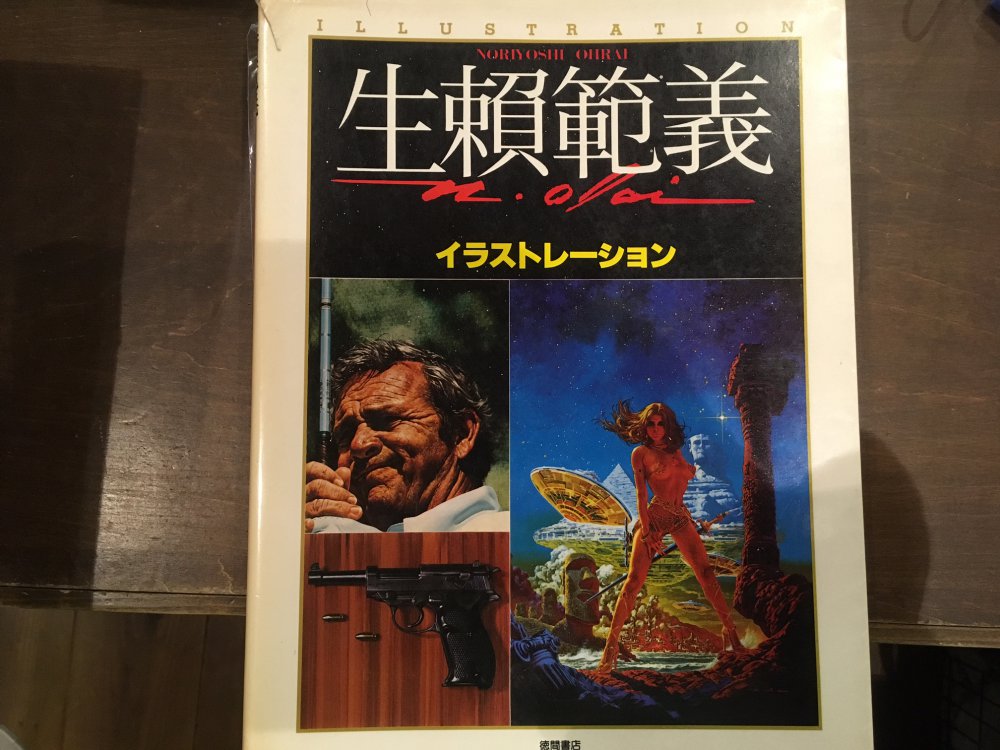 ILLUSTRATION
NORIYOSHI OHRAI
生賴範義
n. ohrai
イラストレーション
徳間書店